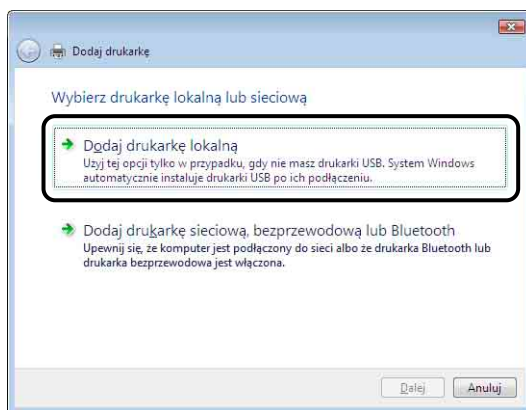 Dodaj drukarkę
Wybierz drukarkę lokalną lub sieciową
Dodaj drukarkę lokalną
Użyj tej opcji tylko w przypadku, gdy nie masz drukarki USB. System Windows
automatycznie instaluje drukarki USB po ich podłączeniu.
Dodaj drukarkę sieciową, bezprzewodową lub Bluetooth
Upewnij się, że komputer jest podłączony do sieci albo że drukarka Bluetooth lub
drukarka bezprzewodowa jest włączona.
Dalej Anuluj